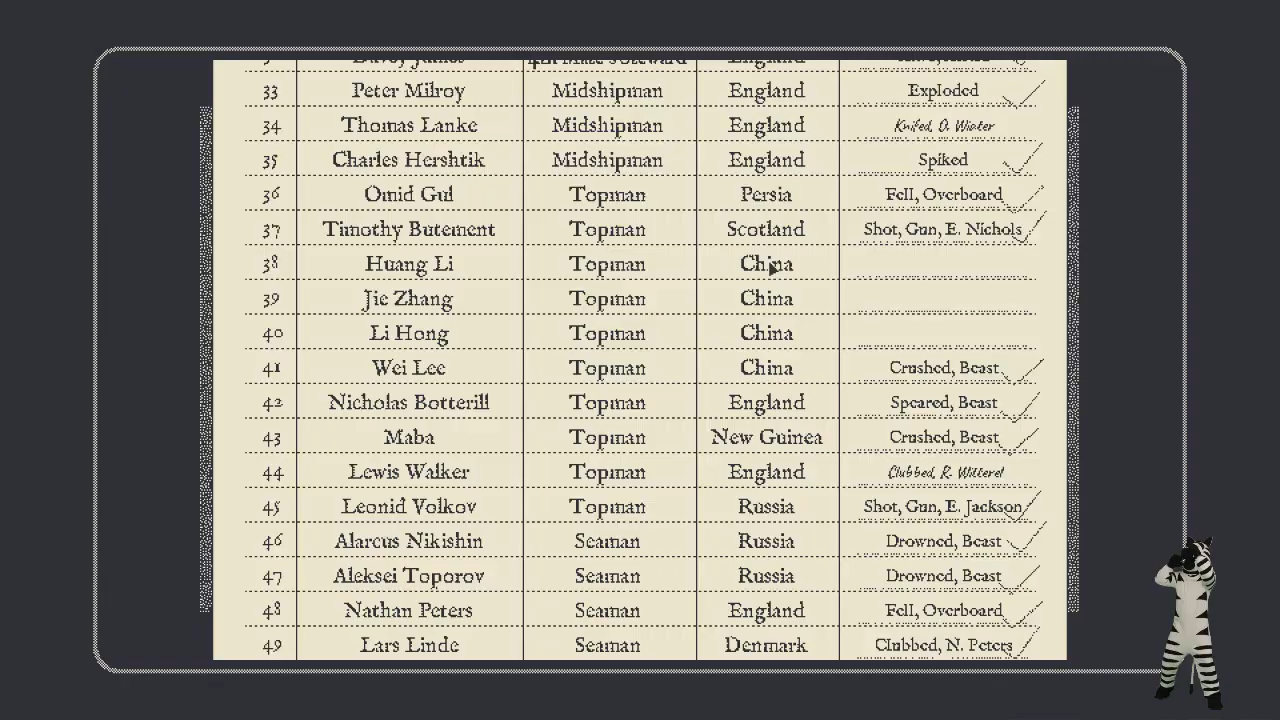 33 Peter Milroy Midshipman England Exploded
34 Thomas Lanke Midshipman England Knifed, O. Wiater
35 Charles Hershtik Midshipman England Spiked
36 Omid Gul Topman Persia Fell, Overboard
37 Timothy Butement Topman Scotland Shot, Gun, E. Nichols
38 Huang Li Topman China
39 Jie Zhang Topman China
40 Li Hong Topman China
41 Wei Lee Topman China Crushed, Beast
42 Nicholas Botterill Topman England Speared, Beast
43 Maba Topman New Guinea Crushed, Beast
44 Lewis Walker Topman England Clubbed, R. Witterel
45 Leonid Volkov Topman Russia Shot, Gun, E. Jackson
46 Alarcus Nikishin Seaman Russia Drowned, Beast
47 Aleksei Toporov Seaman Russia Drowned, Beast
48 Nathan Peters Seaman England Fell, Overboard
49 Lars Linde Seaman Denmark Clubbed, N. Peters